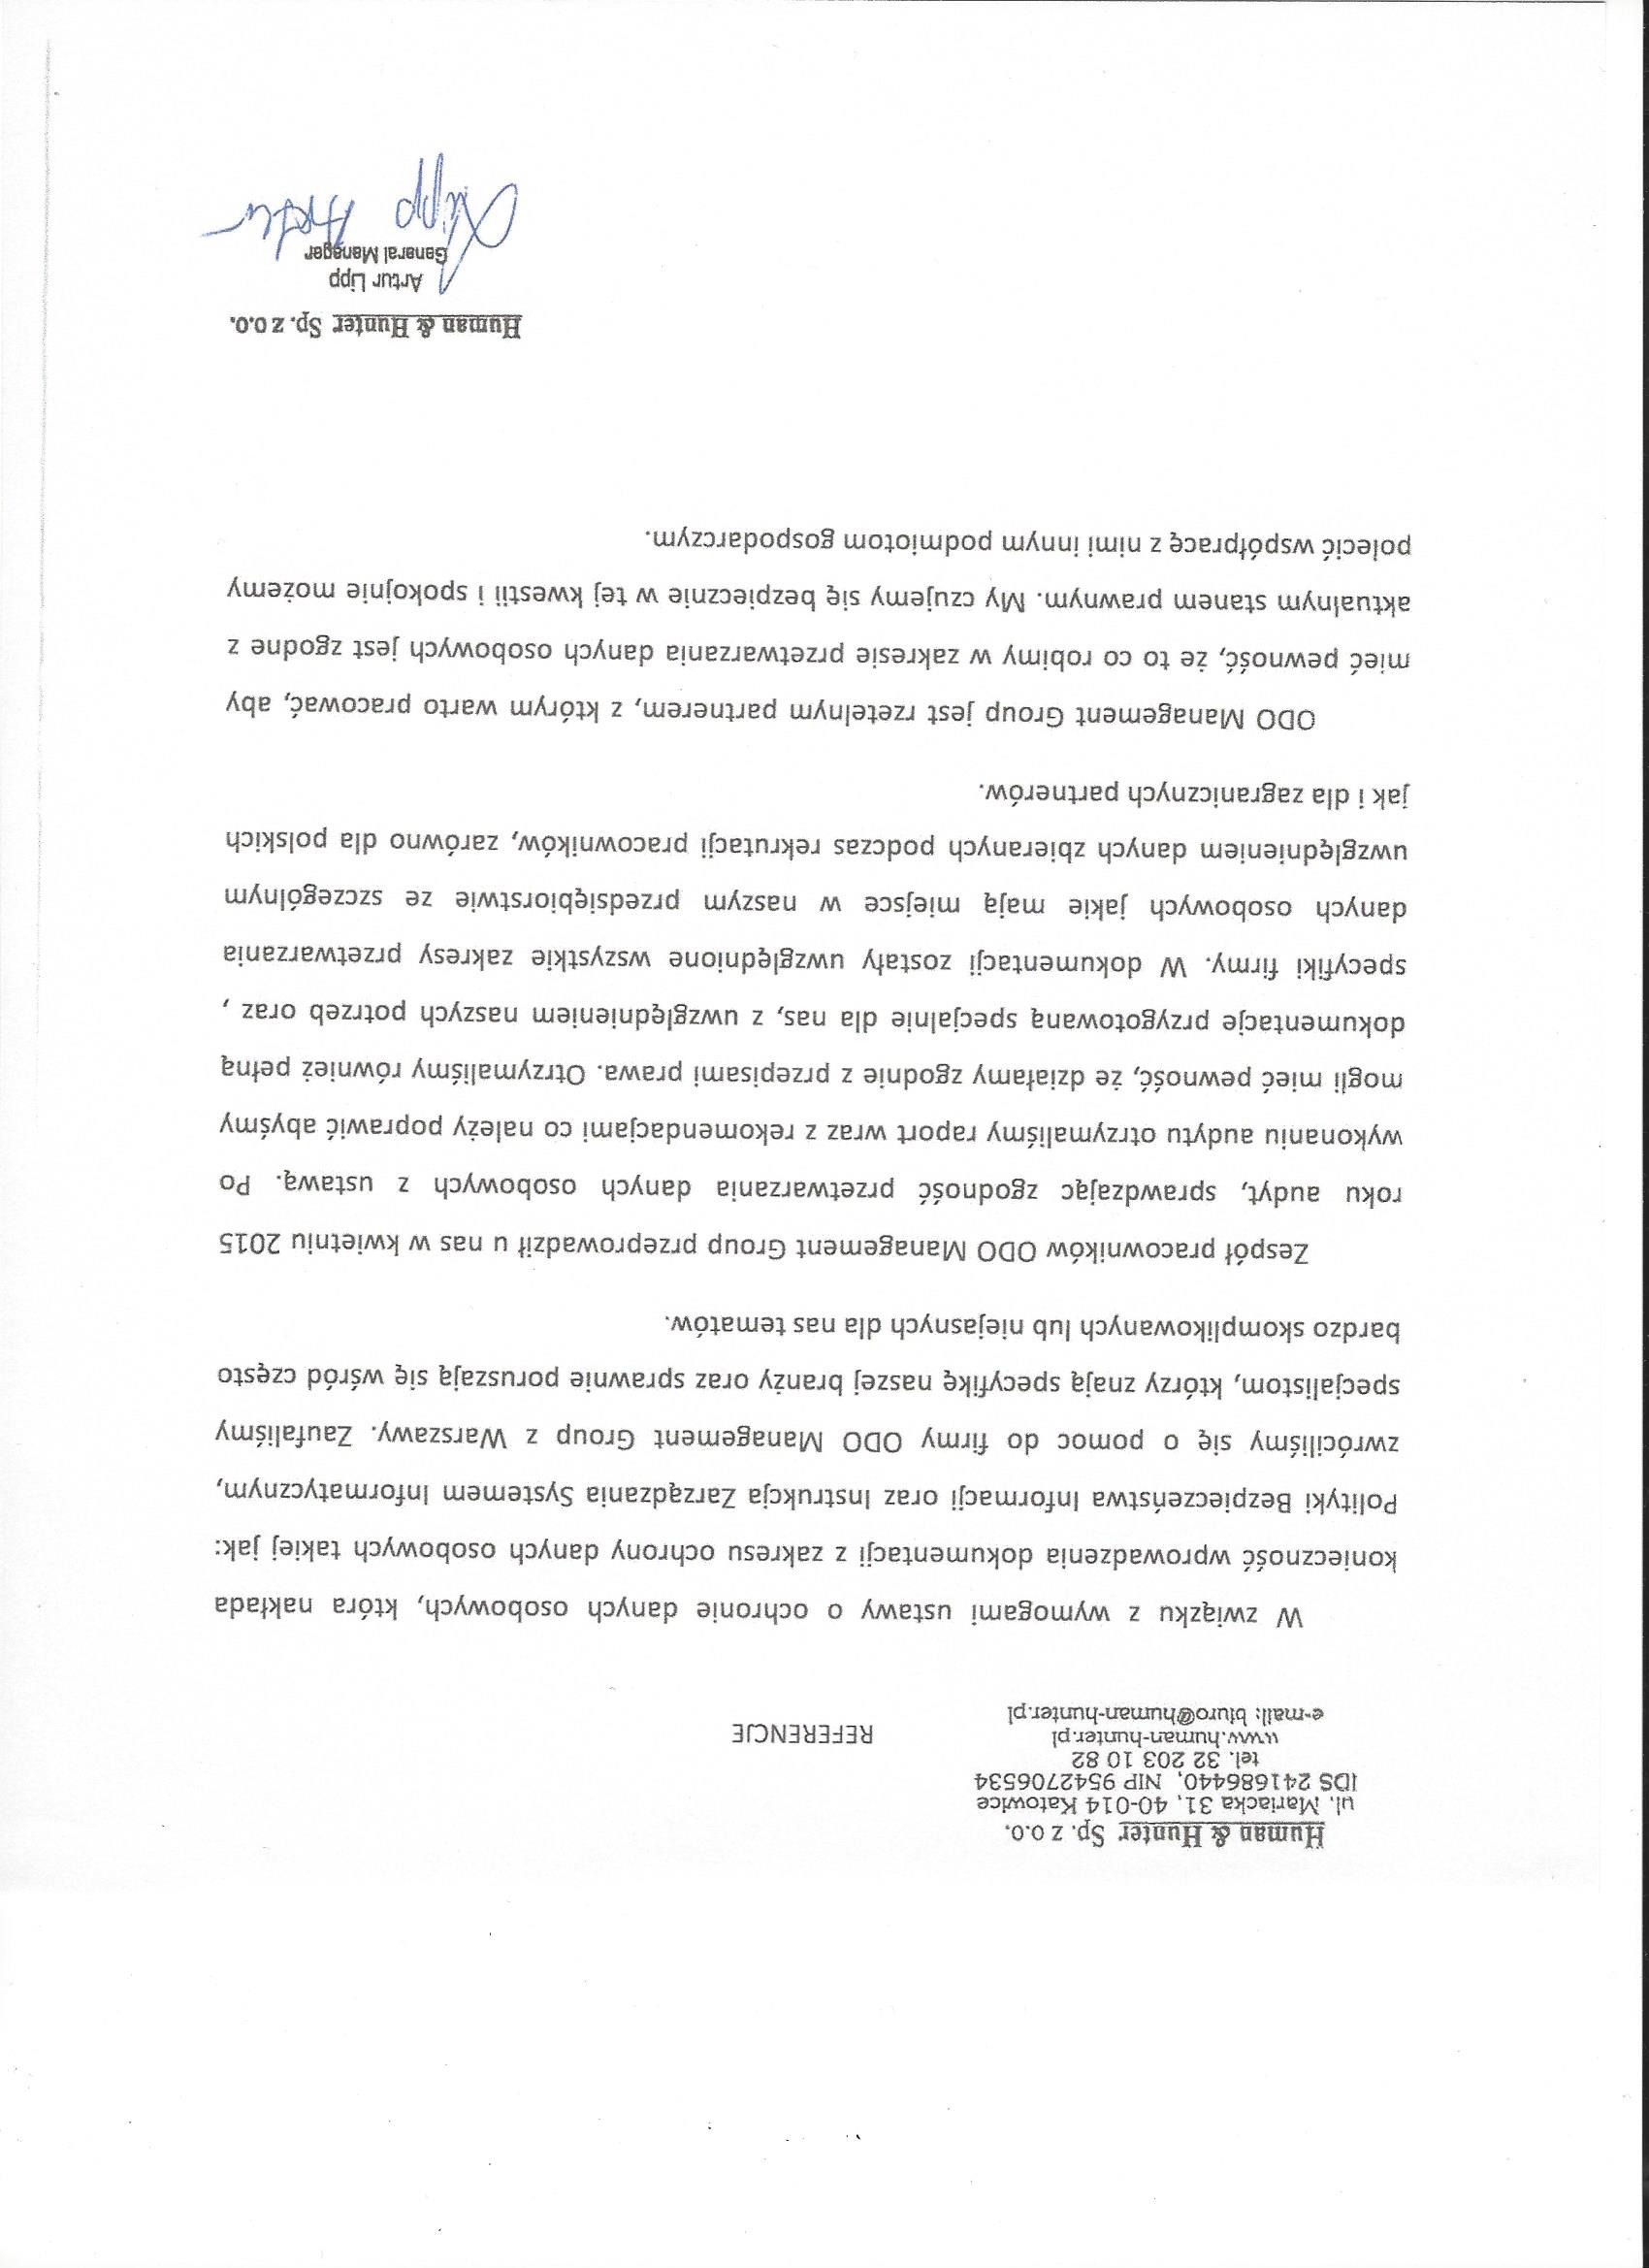 Human & Hunter Sp. z o.o.
ul. Mariacka 31, 40-014 Katowice
IDS 241686440, NIP 9542706534
tel. 32 203 10 82
www.human-hunter.pl
e-mail: biuro@human-hunter.pl
REFERENCJE
W związku z wymogami ustawy o ochronie danych osobowych, która nakłada
konieczność wprowadzenia dokumentacji z zakresu ochrony danych osobowych takiej jak:
Polityki Bezpieczeństwa Informacji oraz Instrukcja Zarządzania Systemem Informatycznym,
zwróciliśmy się o pomoc do firmy ODO Management Group z Warszawy. Zaufaliśmy
specjalistom, którzy znają specyfikę naszej branży oraz sprawnie poruszają się wśród często
bardzo skomplikowanych lub niejasnych dla nas tematów.
Zespół pracowników ODO Management Group przeprowadził u nas w kwietniu 2015
roku audyt, sprawdzając zgodność przetwarzania danych osobowych z ustawą. Po
wykonaniu audytu otrzymaliśmy raport wraz z rekomendacjami co należy poprawić abyśmy
mogli mieć pewność, że działamy zgodnie z przepisami prawa. Otrzymaliśmy również pełną
dokumentacje przygotowaną specjalnie dla nas, z uwzględnieniem naszych potrzeb oraz ,
specyfiki firmy. W dokumentacji zostały uwzględnione wszystkie zakresy przetwarzania
danych osobowych jakie mają miejsce w naszym przedsiębiorstwie ze szczególnym
uwzględnieniem danych zbieranych podczas rekrutacji pracowników, zarówno dla polskich
jak i dla zagranicznych partnerów.
ODO Management Group jest rzetelnym partnerem, z którym warto pracować, aby
mieć pewność, że to co robimy w zakresie przetwarzania danych osobowych jest zgodne z
aktualnym stanem prawnym. My czujemy się bezpiecznie w tej kwestii i spokojnie możemy
polecić współpracę z nimi innym podmiotom gospodarczym.
Human & Hunter Sp. z o.o.
Artur Lipp
General Manager
Lipp Artur